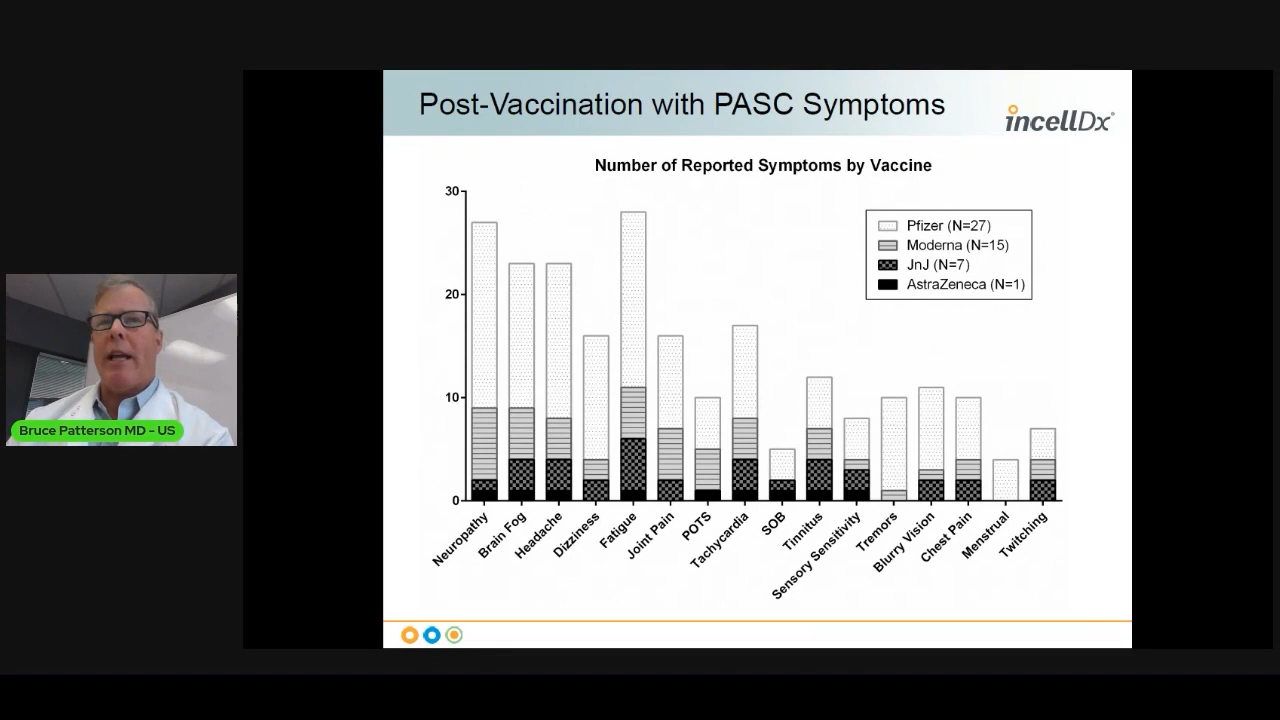 Post-Vaccination with PASC Symptoms
incellDx®
Number of Reported Symptoms by Vaccine
30
20
10
0
Pfizer (N=27)
Moderna (N=15)
JnJ (N=7)
AstraZeneca (N=1)
Neuropathy
Brain Fog
Headache
Dizziness
Fatigue
Joint Pain
POTS
Tachycardia
SOB
Tinnitus
Sensory Sensitivity
Tremors
Blurry Vision
Chest Pain
Menstrual
Twitching
Bruce Patterson MD - US